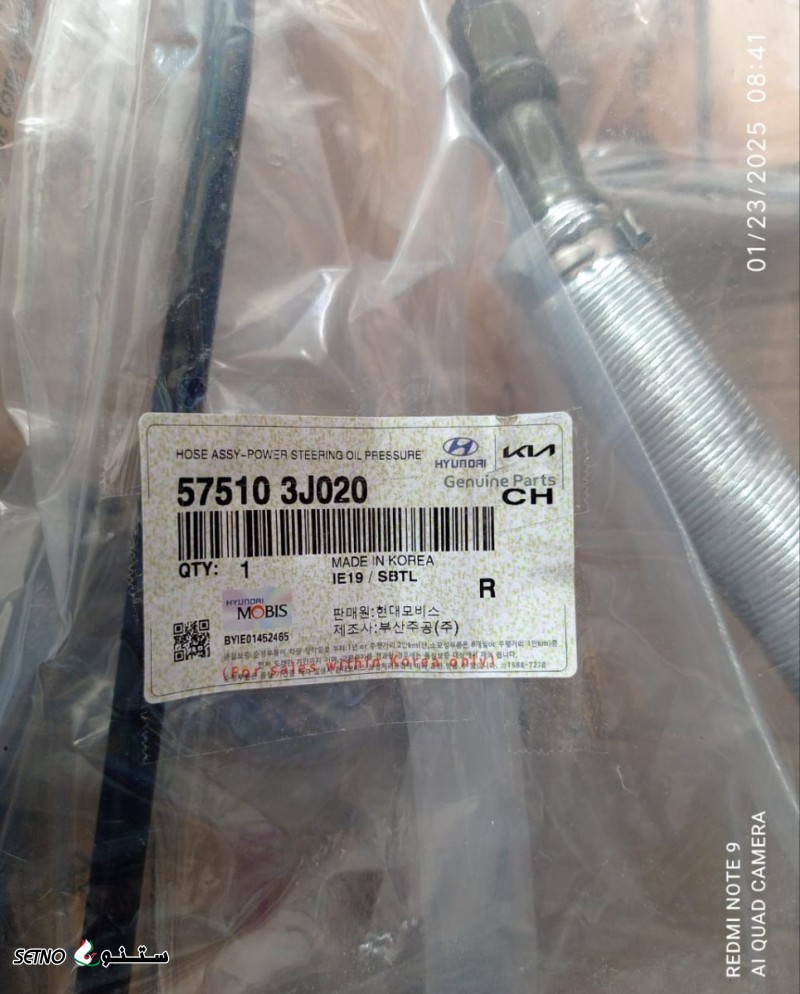 01/23/2025 08:41
HOSE ASSY-POWER STEERING OIL PRESSURE
HYUNDAI KIA
Genuine Parts
57510 3J020
CH
QTY: 1
MADE IN KOREA
IE19 / SBTL
R
HYUNDAI
MOBIS
판매원:현대모비스
제조사:부산주공(주)
BYIE01452465
(For sales within Korea only)
REDMI NOTE 9
AI QUAD CAMERA
SETNO ستنو